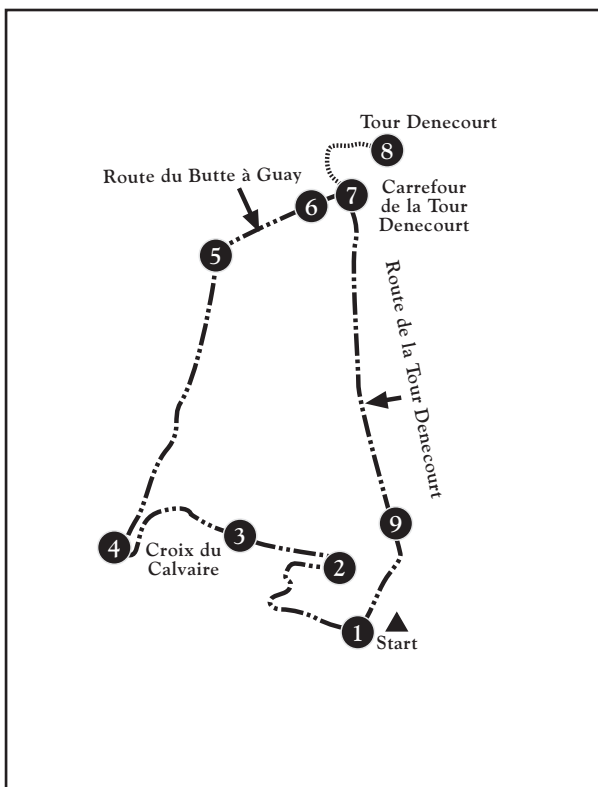 Tour Denecourt
8
Route du Butte à Guay
7
Carrefour
de la Tour
Denecourt
6
5
Route de la Tour Denecourt
9
3
4
Croix du
Calvaire
2
1
Start